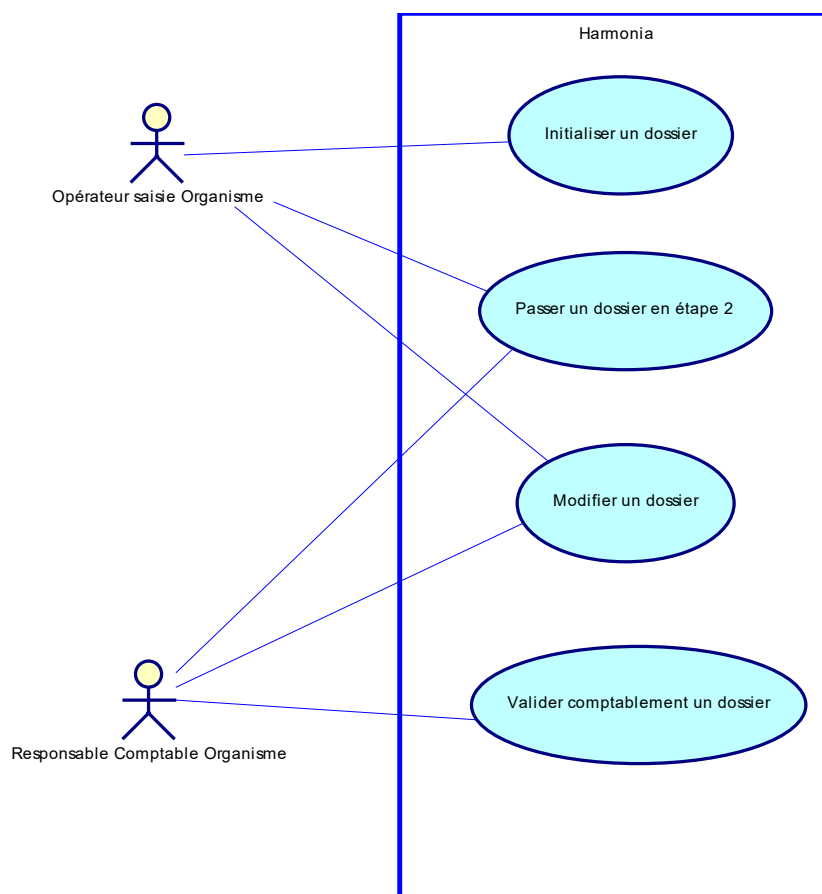 Harmonia
Initialiser un dossier
Opérateur saisie Organisme
Passer un dossier en étape 2
Modifier un dossier
Valider comptablement un dossier
Responsable Comptable Organisme